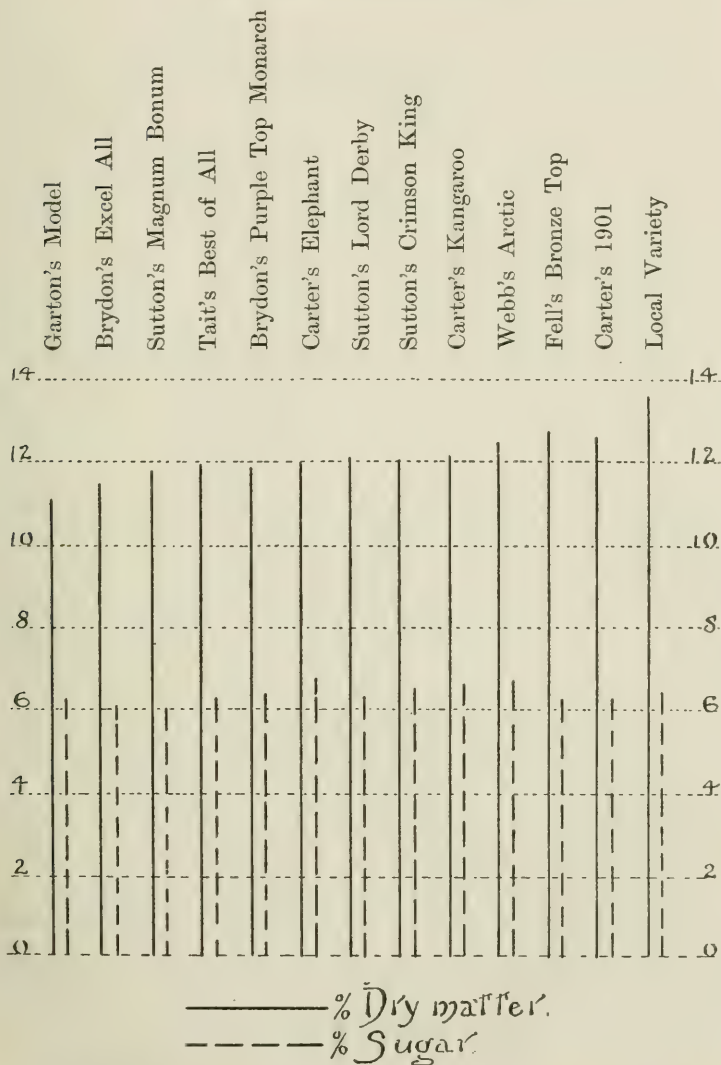 Garton's Model
Brydon's Excel All
Sutton's Magnum Bonum
Tait's Best of All
Brydon's Purple Top Monarch
Carter's Elephant
Sutton's Lord Derby
Sutton's Crimson King
Carter's Kangaroo
Webb's Arctic
Fell's Bronze Top
Carter's 1901
Local Variety
14 14
12 12
10 10
8 8
6 6
4 4
2 2
0 0
% Dry matter.
% Sugar.